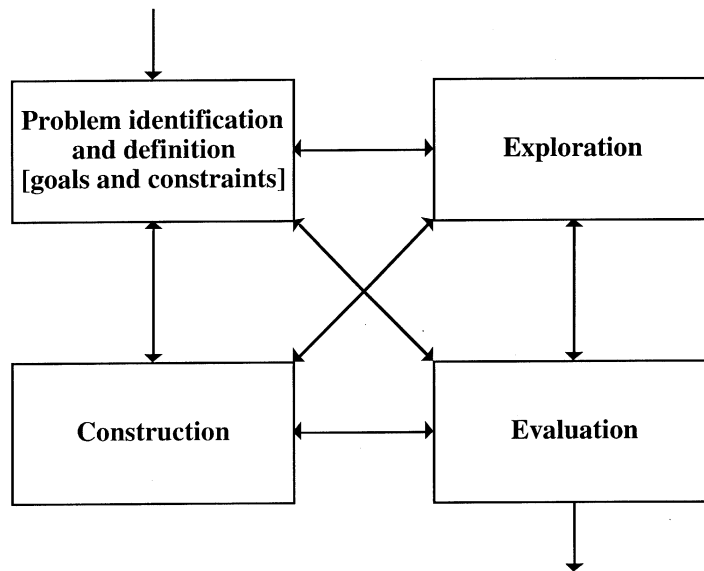 Problem identification
and definition
[goals and constraints]
Exploration
Construction
Evaluation